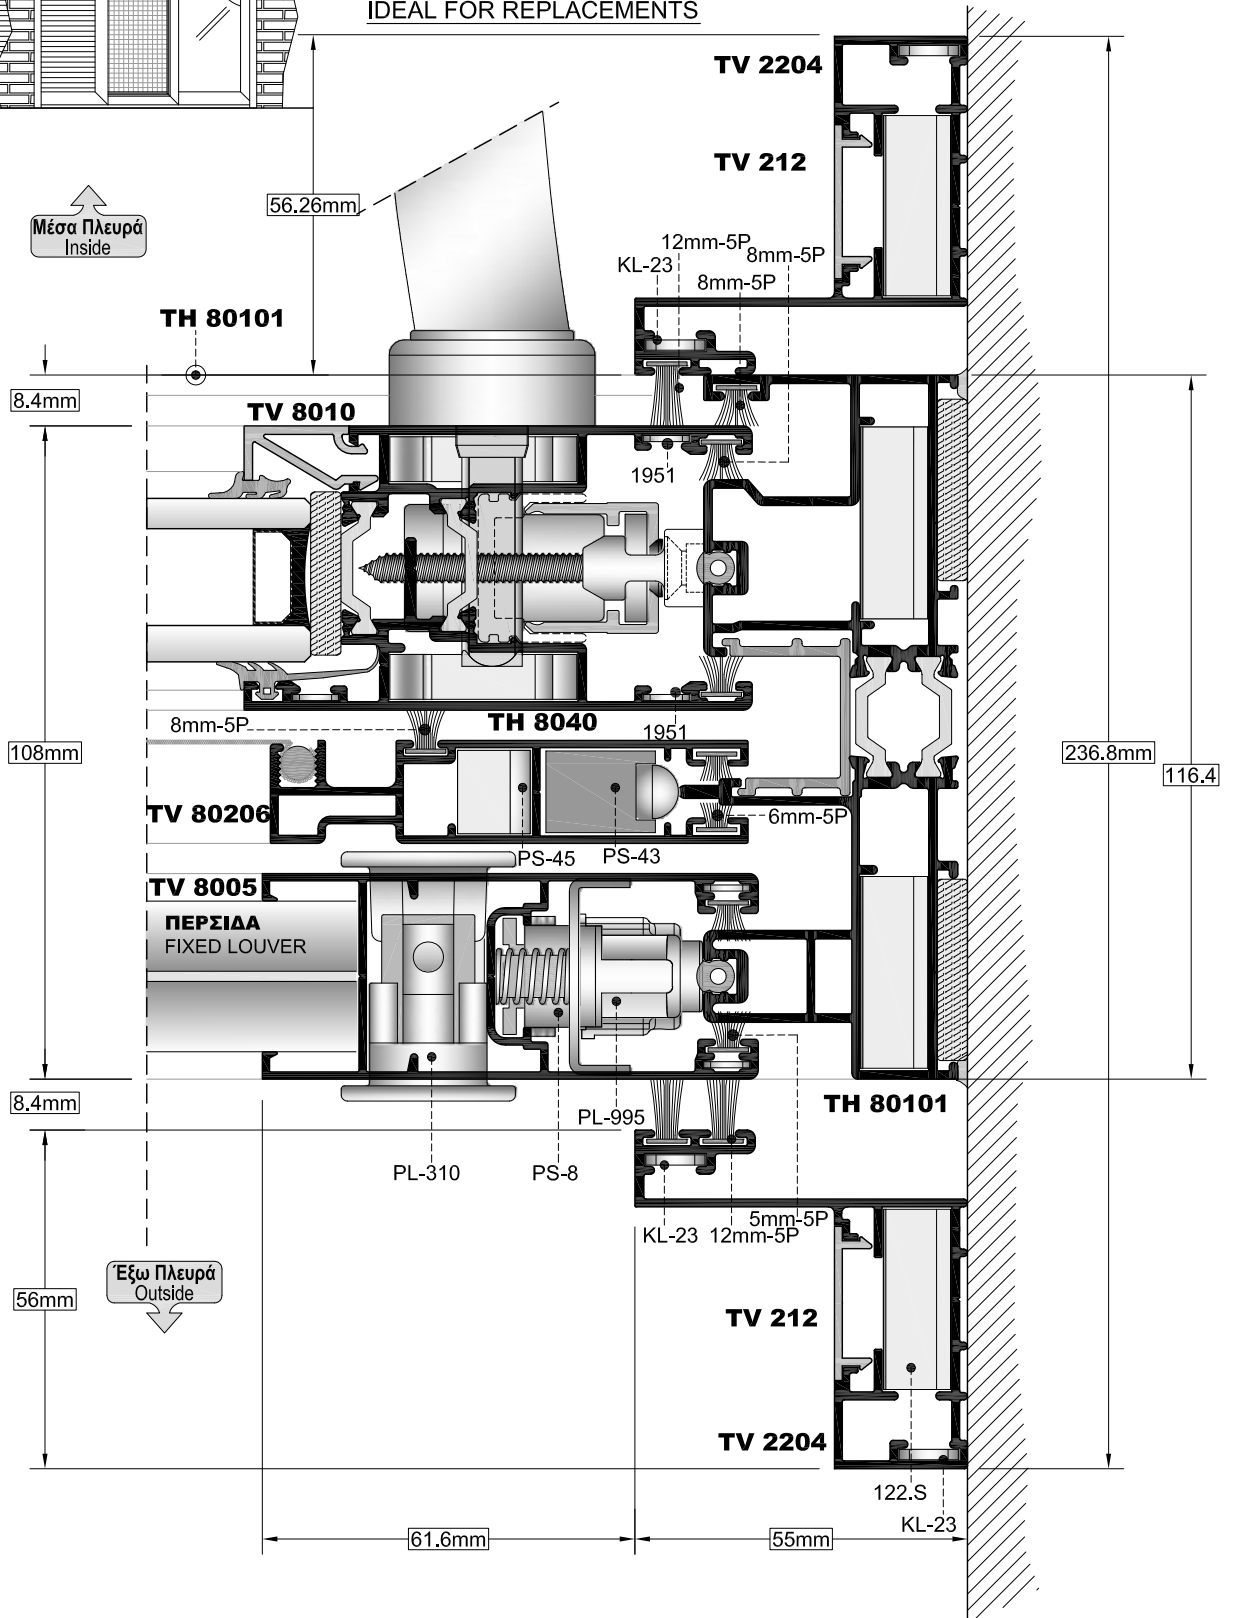 IDEAL FOR REPLACEMENTS
TV 2204
TV 212
56.26mm
Μέσα Πλευρά
Inside
12mm-5P
8mm-5P
KL-23
8mm-5P
TH 80101
8.4mm
TV 8010
1951
8mm-5P
TH 8040
1951
108mm
236.8mm
116.4
TV 80206
6mm-5P
PS-45
PS-43
TV 8005
ΠΕΡΣΙΔΑ
FIXED LOUVER
8.4mm
PL-995
TH 80101
PL-310
PS-8
5mm-5P
KL-23
12mm-5P
Έξω Πλευρά
Outside
56mm
TV 212
TV 2204
122.S
KL-23
61.6mm
55mm